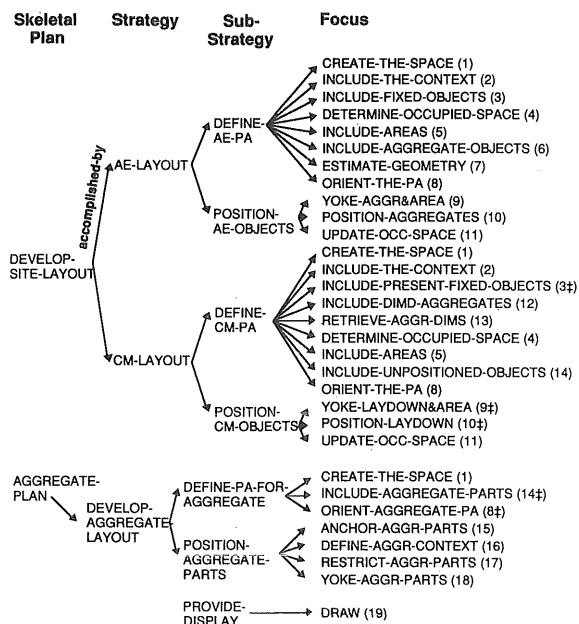 Skeletal Plan
Strategy
Sub-Strategy
Focus
accomplished-by
DEVELOP-
SITE-LAYOUT
AE-LAYOUT
DEFINE-
AE-PA
CREATE-THE-SPACE (1)
INCLUDE-THE-CONTEXT (2)
INCLUDE-FIXED-OBJECTS (3)
DETERMINE-OCCUPIED-SPACE (4)
INCLUDE-AREAS (5)
INCLUDE-AGGREGATE-OBJECTS (6)
ESTIMATE-GEOMETRY (7)
ORIENT-THE-PA (8)
POSITION-
AE-OBJECTS
YOKE-AGGR&AREA (9)
POSITION-AGGREGATES (10)
UPDATE-OCC-SPACE (11)
CM-LAYOUT
DEFINE-
CM-PA
CREATE-THE-SPACE (1)
INCLUDE-THE-CONTEXT (2)
INCLUDE-PRESENT-FIXED-OBJECTS (3‡)
INCLUDE-DIMD-AGGREGATES (12)
RETRIEVE-AGGR-DIMS (13)
DETERMINE-OCCUPIED-SPACE (4)
INCLUDE-AREAS (5)
INCLUDE-UNPOSITIONED-OBJECTS (14)
ORIENT-THE-PA (8)
POSITION-
CM-OBJECTS
YOKE-LAYDOWN&AREA (9‡)
POSITION-LAYDOWN (10‡)
UPDATE-OCC-SPACE (11)
AGGREGATE-
PLAN
DEVELOP-
AGGREGATE-
LAYOUT
DEFINE-PA-FOR-
AGGREGATE
CREATE-THE-SPACE (1)
INCLUDE-AGGREGATE-PARTS (14‡)
ORIENT-AGGREGATE-PA (8‡)
POSITION-
AGGREGATE-
PARTS
ANCHOR-AGGR-PARTS (15)
DEFINE-AGGR-CONTEXT (16)
RESTRICT-AGGR-PARTS (17)
YOKE-AGGR-PARTS (18)
PROVIDE-
DISPLAY
DRAW (19)